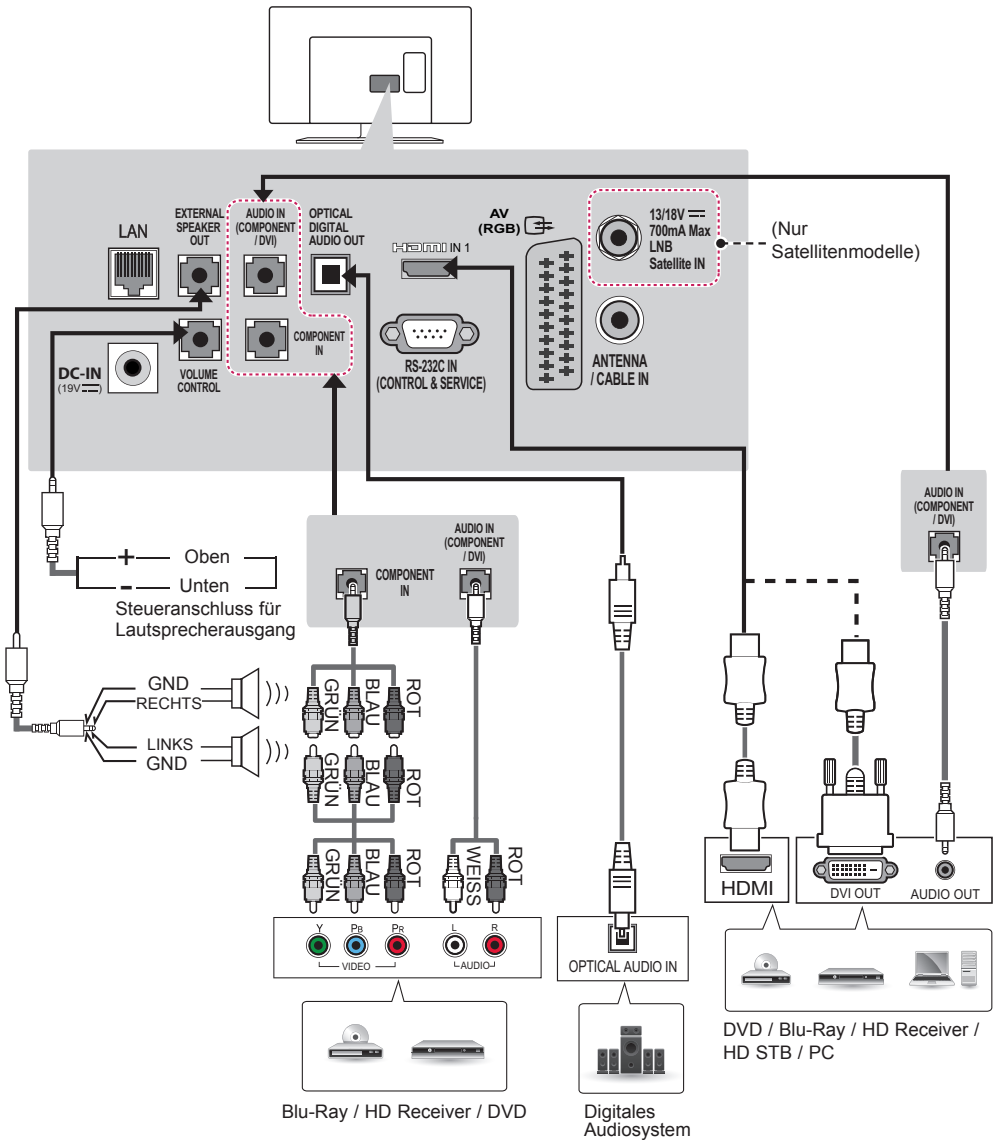 LAN
EXTERNAL
SPEAKER
OUT
AUDIO IN
(COMPONENT
/ DVI)
OPTICAL
DIGITAL
AUDIO OUT
HDMI IN 1
AV
(RGB)
13/18V
700mA Max
LNB
Satellite IN
(Nur
Satellitenmodelle)
DC-IN
(19V)
VOLUME
CONTROL
COMPONENT
IN
RS-232C IN
(CONTROL & SERVICE)
ANTENNA
/ CABLE IN
AUDIO IN
(COMPONENT
/ DVI)
AUDIO IN
(COMPONENT
/ DVI)
COMPONENT
IN
+ Oben
- Unten
Steueranschluss für
Lautsprecherausgang
GND
RECHTS
LINKS
GND
GRÜN
BLAU
ROT
GRÜN
BLAU
ROT
GRÜN
BLAU
ROT
WEISS
ROT
Y
PB
PR
VIDEO
L
R
AUDIO
OPTICAL AUDIO IN
HDMI
DVI OUT
AUDIO OUT
Blu-Ray / HD Receiver / DVD
Digitales
Audiosystem
DVD / Blu-Ray / HD Receiver /
HD STB / PC